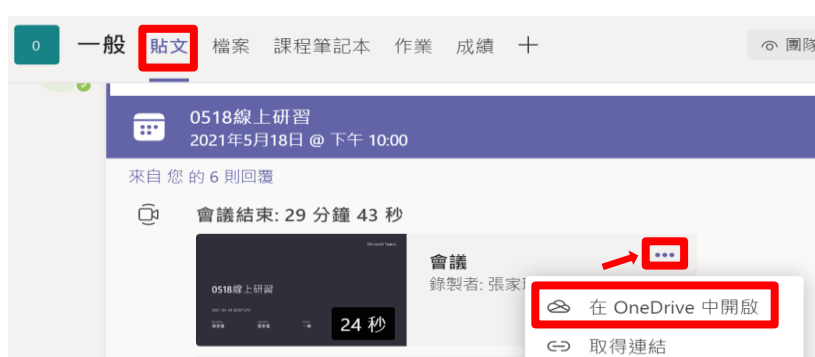 0 一般 貼文 檔案 課程筆記本 作業 成績 團隊
0518線上研習
2021年5月18日 @ 下午 10:00
來自 您 的 6 則回覆
會議結束: 29 分鐘 43 秒
Microsoft Teams
會議
錄製者: 張家
0518線上研習
24 秒
在 OneDrive 中開啟
取得連結